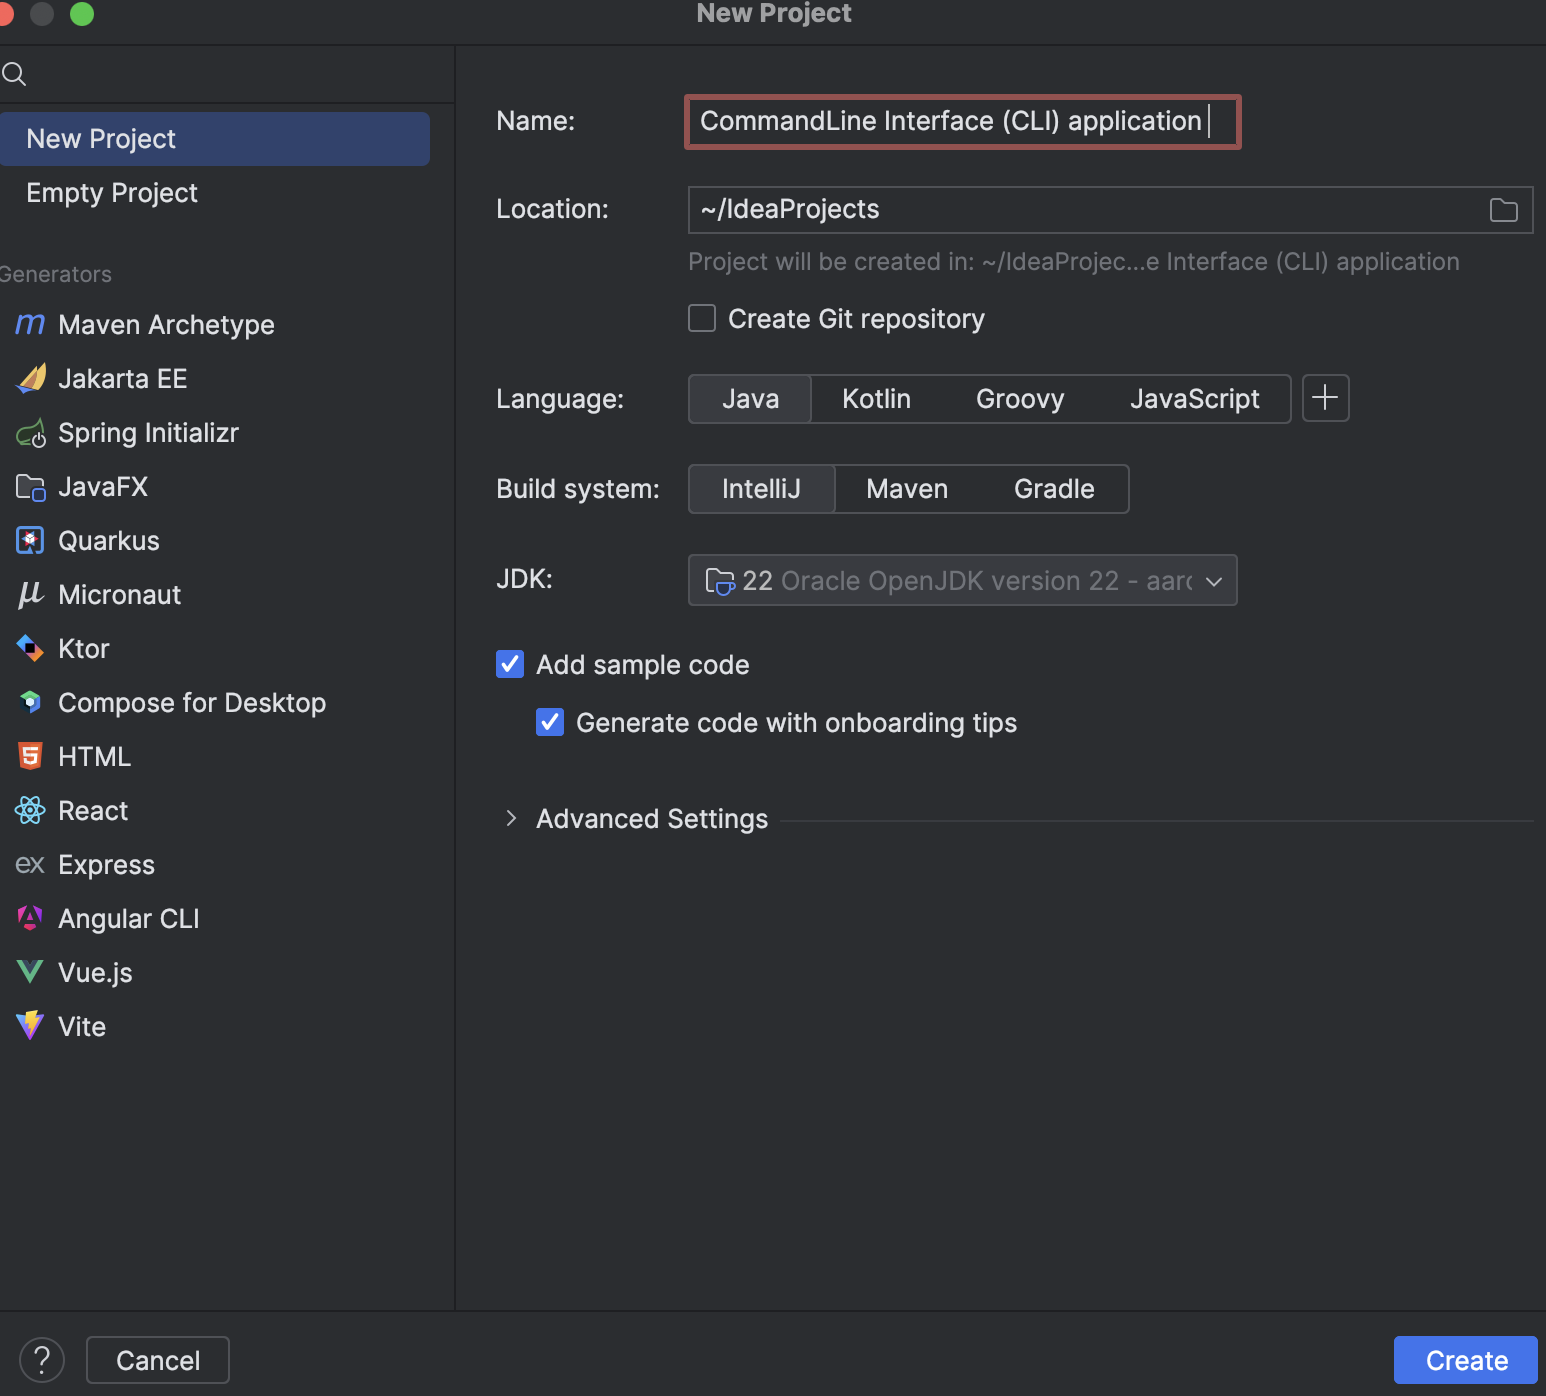 New Project
New Project
Empty Project
Generators
Maven Archetype
Jakarta EE
Spring Initializr
JavaFX
Quarkus
Micronaut
Ktor
Compose for Desktop
HTML
React
Express
Angular CLI
Vue.js
Vite
Name: CommandLine Interface (CLI) application
Location: ~/IdeaProjects
Project will be created in: ~/IdeaProjec...e Interface (CLI) application
Create Git repository
Language: Java Kotlin Groovy JavaScript
Build system: IntelliJ Maven Gradle
JDK: 22 Oracle OpenJDK version 22 - aarc
Add sample code
Generate code with onboarding tips
Advanced Settings
? Cancel Create